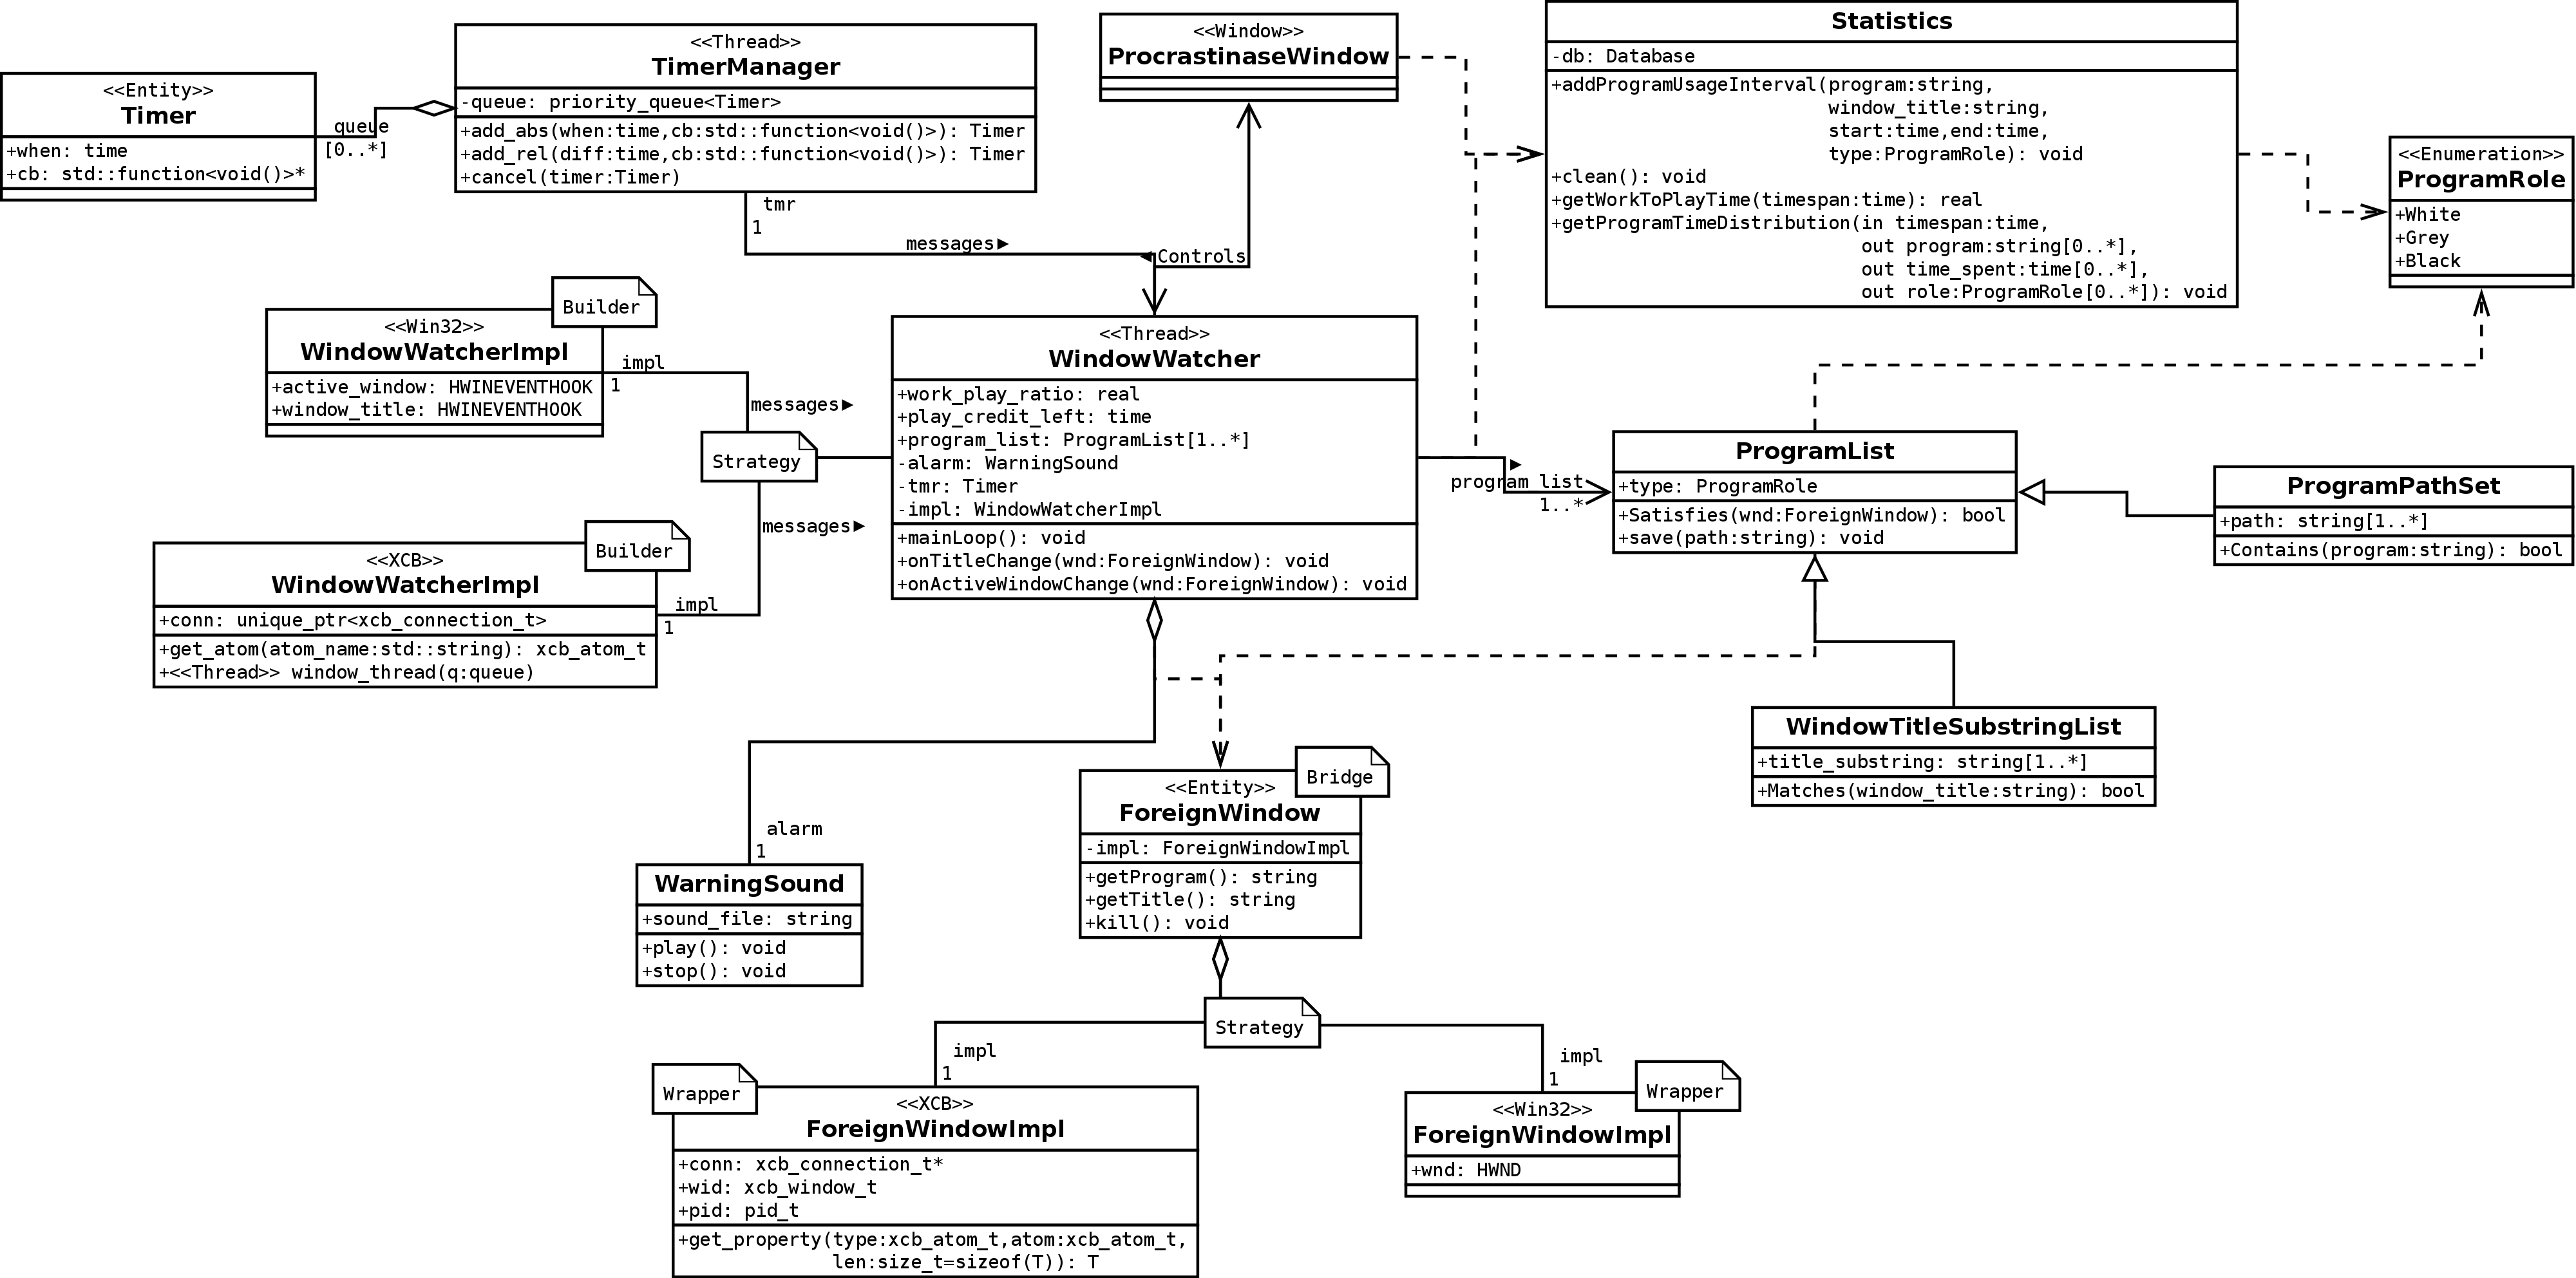 <<Entity>>
Timer
+when: time
+cb: std::function<void()>*
queue
[0..*]
<<Thread>>
TimerManager
-queue: priority_queue<Timer>
+add_abs(when:time,cb:std::function<void()>): Timer
+add_rel(diff:time,cb:std::function<void()>): Timer
+cancel(timer:Timer)
tmr
1
messages►
<<Window>>
ProcrastinaseWindow
◄Controls
Statistics
-db: Database
+addProgramUsageInterval(program:string,
window_title:string,
start:time,end:time,
type:ProgramRole): void
+clean(): void
+getWorkToPlayTime(timespan:time): real
+getProgramTimeDistribution(in timespan:time,
out program:string[0..*],
out time_spent:time[0..*],
out role:ProgramRole[0..*]): void
<<Enumeration>>
ProgramRole
+White
+Grey
+Black
Builder
<<Win32>>
WindowWatcherImpl
+active_window: HWINEVENTHOOK
+window_title: HWINEVENTHOOK
impl
1
messages►
Strategy
messages►
Builder
<<XCB>>
WindowWatcherImpl
+conn: unique_ptr<xcb_connection_t>
+get_atom(atom_name:std::string): xcb_atom_t
+<<Thread>> window_thread(q:queue)
impl
1
<<Thread>>
WindowWatcher
+work_play_ratio: real
+play_credit_left: time
+program_list: ProgramList[1..*]
-alarm: WarningSound
-tmr: Timer
-impl: WindowWatcherImpl
+mainLoop(): void
+onTitleChange(wnd:ForeignWindow): void
+onActiveWindowChange(wnd:ForeignWindow): void
►
program_list
1..*
ProgramList
+type: ProgramRole
+Satisfies(wnd:ForeignWindow): bool
+save(path:string): void
ProgramPathSet
+path: string[1..*]
+Contains(program:string): bool
WindowTitleSubstringList
+title_substring: string[1..*]
+Matches(window_title:string): bool
alarm
1
WarningSound
+sound_file: string
+play(): void
+stop(): void
Bridge
<<Entity>>
ForeignWindow
-impl: ForeignWindowImpl
+getProgram(): string
+getTitle(): string
+kill(): void
Strategy
impl
1
impl
1
Wrapper
<<XCB>>
ForeignWindowImpl
+conn: xcb_connection_t*
+wid: xcb_window_t
+pid: pid_t
+get_property(type:xcb_atom_t,atom:xcb_atom_t,
len:size_t=sizeof(T)): T
Wrapper
<<Win32>>
ForeignWindowImpl
+wnd: HWND